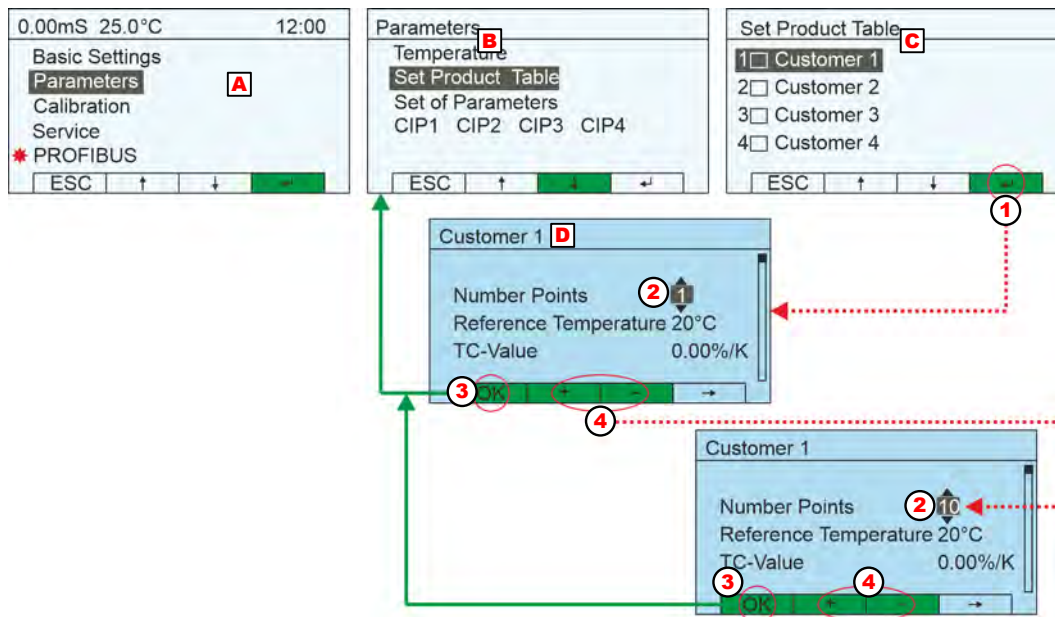 0.00mS 25.0°C 12:00
Basic Settings
Parameters
A
Calibration
Service
PROFIBUS
ESC ↑ ↓ ↵
Parameters
B
Temperature
Set Product Table
Set of Parameters
CIP1 CIP2 CIP3 CIP4
ESC ↑ ↓ ↵
Set Product Table
C
1□ Customer 1
2□ Customer 2
3□ Customer 3
4□ Customer 4
ESC ↑ ↓ ↵
1
Customer 1 D
Number Points 2 1
Reference Temperature 20°C
TC-Value 0.00%/K
3 OK + - →
4
Customer 1
Number Points 2 10
Reference Temperature 20°C
TC-Value 0.00%/K
3 4
OK + - →